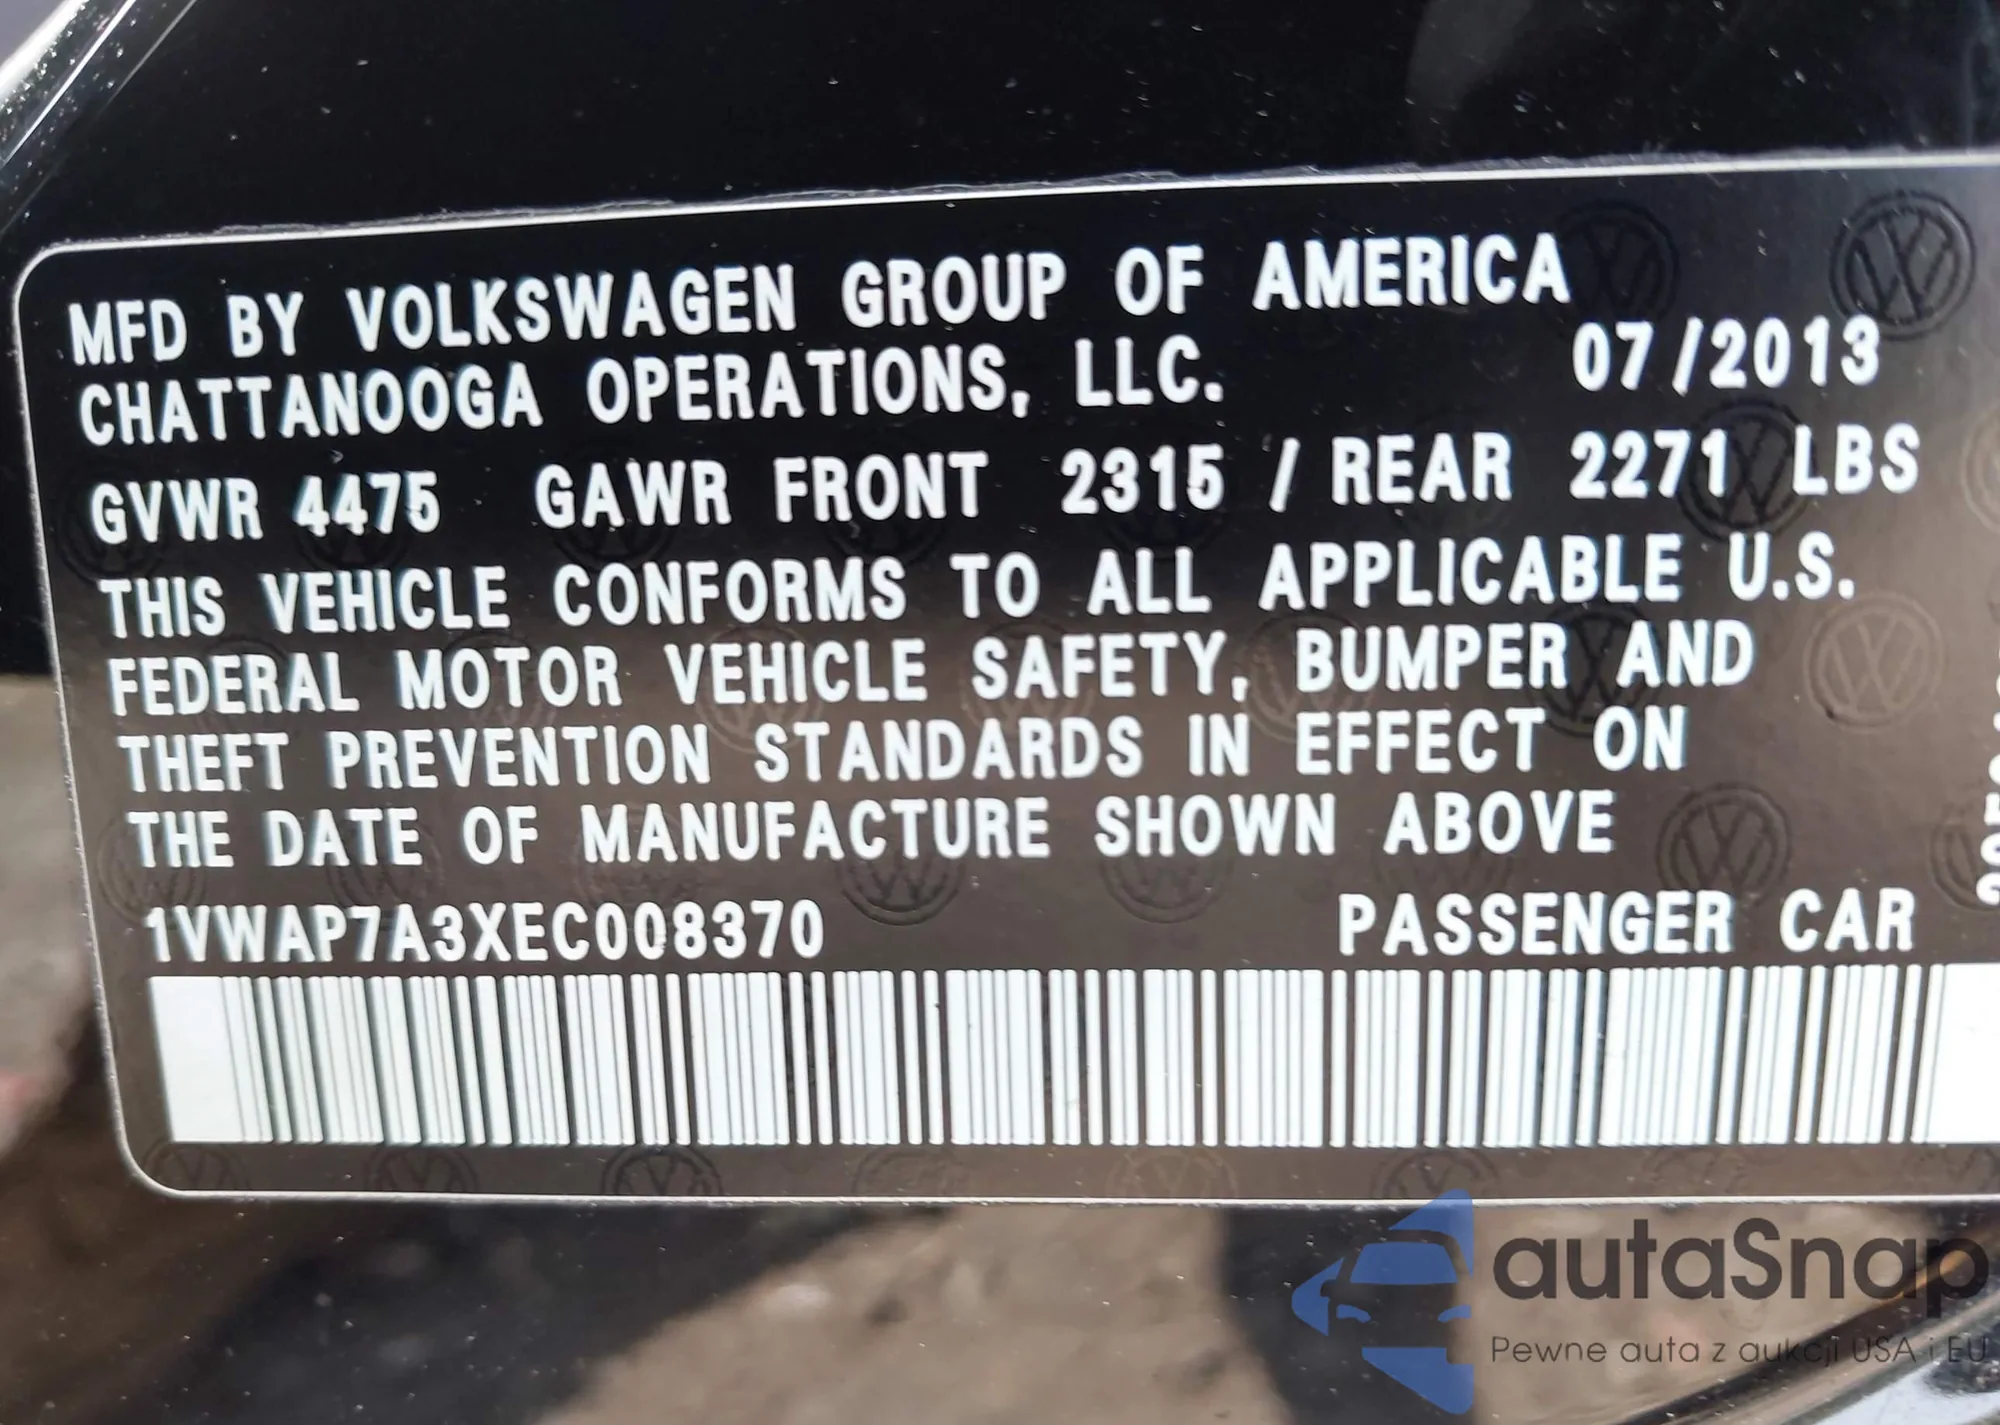 MFD BY VOLKSWAGEN GROUP OF AMERICA
CHATTANOOGA OPERATIONS, LLC. 07/2013
GVWR 4475 GAWR FRONT 2315 / REAR 2271 LBS
THIS VEHICLE CONFORMS TO ALL APPLICABLE U.S.
FEDERAL MOTOR VEHICLE SAFETY, BUMPER AND
THEFT PREVENTION STANDARDS IN EFFECT ON
THE DATE OF MANUFACTURE SHOWN ABOVE
1VWAP7A3XEC008370 PASSENGER CAR
autaSnap
Pewne auta z aukcji USA i EU